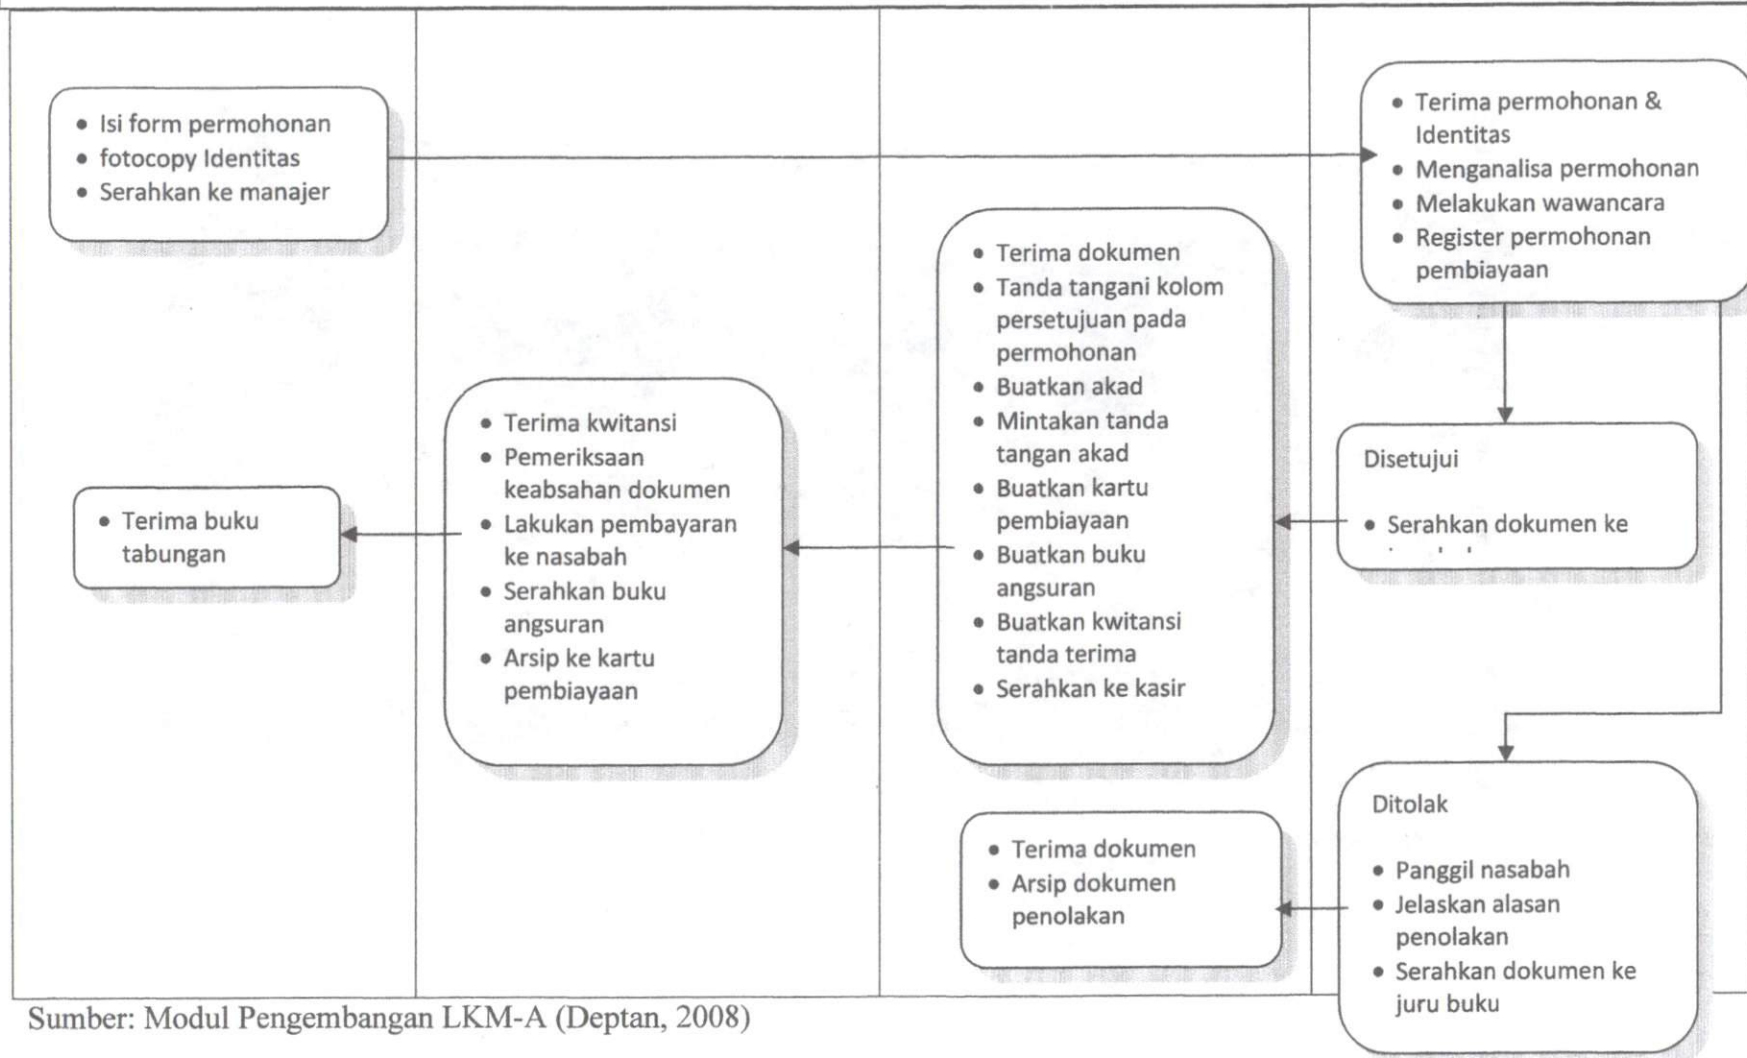 • Isi form permohonan
• fotocopy Identitas
• Serahkan ke manajer
• Terima permohonan &
Identitas
• Menganalisa permohonan
• Melakukan wawancara
• Register permohonan
pembiayaan
Disetujui
• Serahkan dokumen ke
• Terima dokumen
• Tanda tangani kolom
persetujuan pada
permohonan
• Buatkan akad
• Mintakan tanda
tangan akad
• Buatkan kartu
pembiayaan
• Buatkan buku
angsuran
• Buatkan kwitansi
tanda terima
• Serahkan ke kasir
• Terima kwitansi
• Pemeriksaan
keabsahan dokumen
• Lakukan pembayaran
ke nasabah
• Serahkan buku
angsuran
• Arsip ke kartu
pembiayaan
• Terima buku
tabungan
Ditolak
• Panggil nasabah
• Jelaskan alasan
penolakan
• Serahkan dokumen ke
juru buku
• Terima dokumen
• Arsip dokumen
penolakan
Sumber: Modul Pengembangan LKM-A (Deptan, 2008)